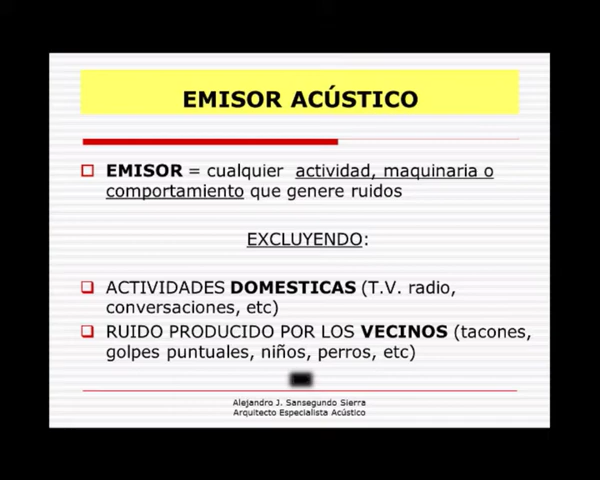 EMISOR ACÚSTICO
EMISOR = cualquier actividad, maquinaria o
comportamiento que genere ruidos
EXCLUYENDO:
ACTIVIDADES DOMESTICAS (T.V. radio,
conversaciones, etc)
RUIDO PRODUCIDO POR LOS VECINOS (tacones,
golpes puntuales, niños, perros, etc)
Alejandro J. Sansegundo Sierra
Arquitecto Especialista Acústico